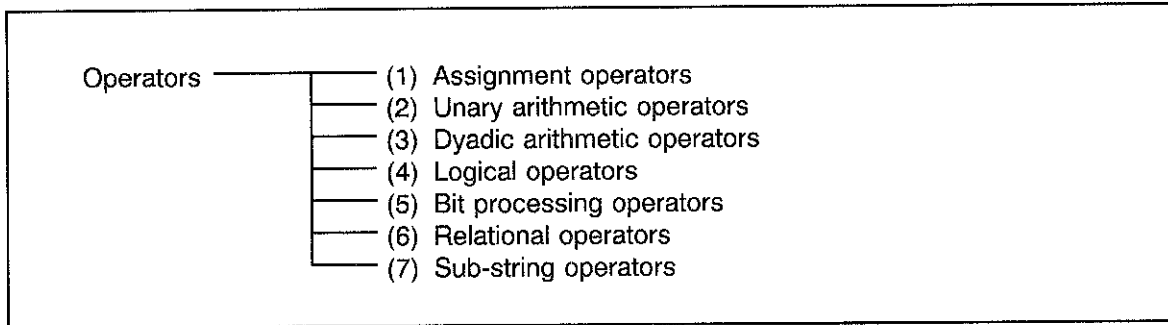 Operators (1) Assignment operators
(2) Unary arithmetic operators
(3) Dyadic arithmetic operators
(4) Logical operators
(5) Bit processing operators
(6) Relational operators
(7) Sub-string operators